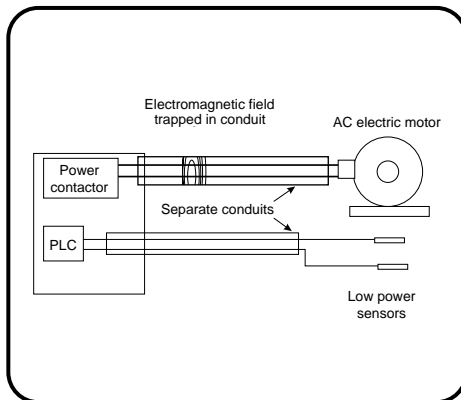 Electromagnetic field
trapped in conduit
AC electric motor
Power
contactor
Separate conduits
PLC
Low power
sensors